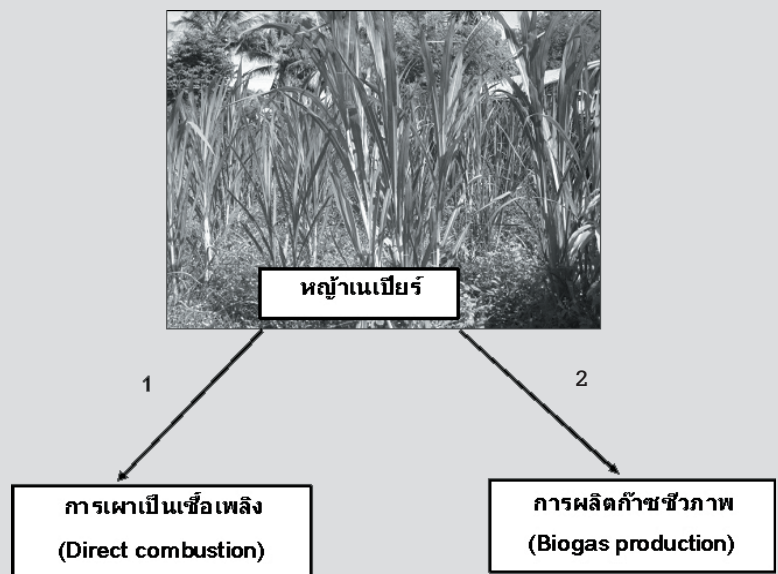 หญ้าเนเปียร์
1
2
การเผาเป็นเชื้อเพลิง
(Direct combustion)
การผลิตก๊าซชีวภาพ
(Biogas production)